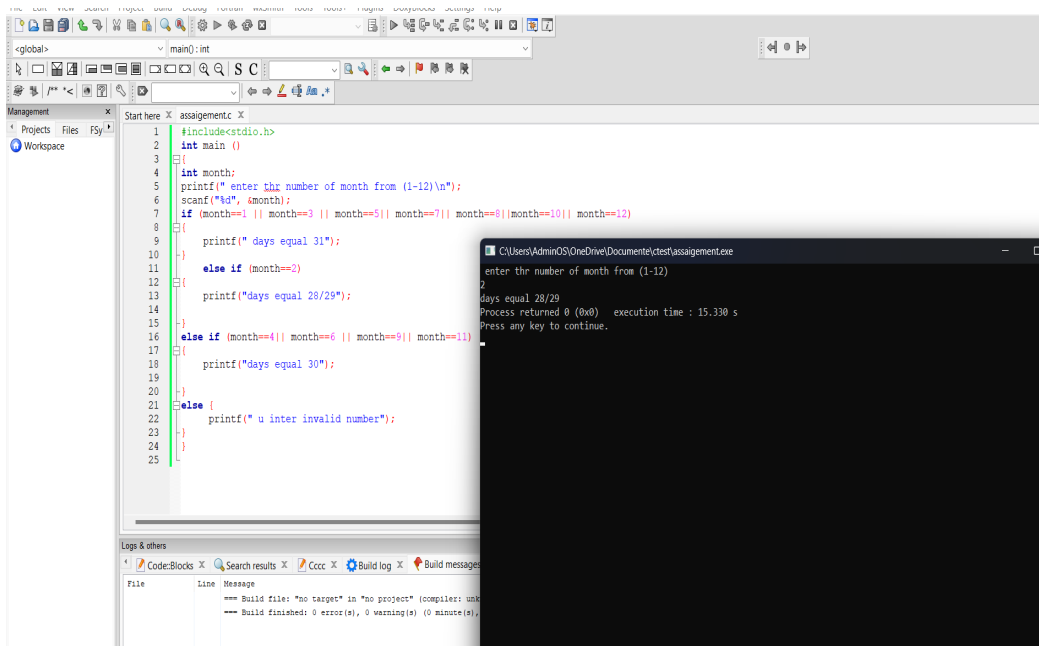 File Edit View Search Project Build Debug Fortran wxSmith Tools Tools+ Plugins DoxyBlocks Settings Help
<global> main() : int
S C
/** *<
Management x
Start here X assaigement.c X
Projects Files FSy
Workspace
1 #include<stdio.h>
2 int main ()
3 {
4 int month;
5 printf(" enter thr number of month from (1-12)\n");
6 scanf("%d", &month);
7 if (month==1 || month==3 || month==5|| month==7|| month==8||month==10|| month==12)
8 {
9 printf(" days equal 31");
10 }
11 else if (month==2)
12 {
13 printf("days equal 28/29");
14
15 }
16 else if (month==4|| month==6 || month==9|| month==11)
17 {
18 printf("days equal 30");
19
20 }
21 else {
22 printf(" u inter invalid number");
23 }
24 }
25
C:\Users\AdminOS\OneDrive\Documente\ctest\assaigement.exe
enter thr number of month from (1-12)
2
days equal 28/29
Process returned 0 (0x0) execution time : 15.330 s
Press any key to continue.
Logs & others
Code::Blocks X Search results X Cccc X Build log X Build messages
File Line Message
=== Build file: "no target" in "no project" (compiler: unk
=== Build finished: 0 error(s), 0 warning(s) (0 minute(s),